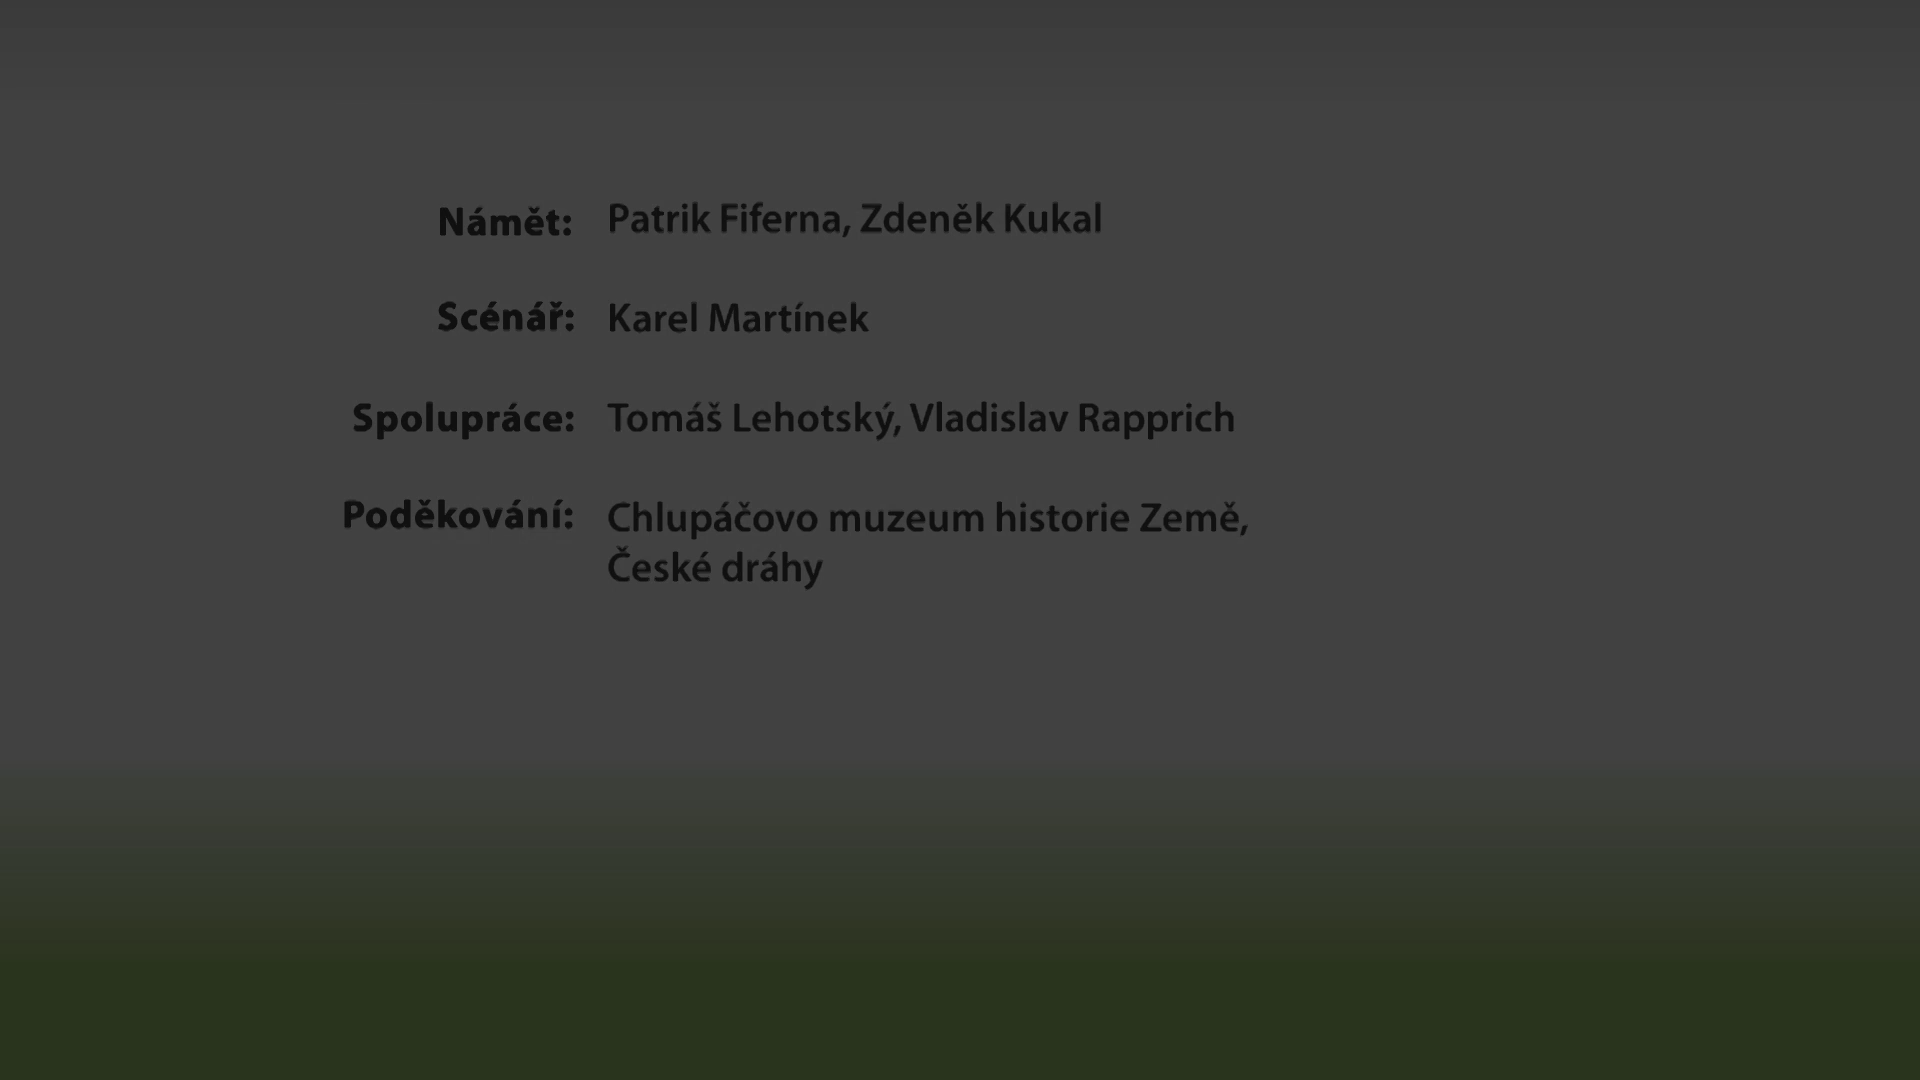 Námět: Patrik Fiferna, Zdeněk Kukal
Scénář: Karel Martínek
Spolupráce: Tomáš Lehotský, Vladislav Rapprich
Poděkování: Chlupáčovo muzeum historie Země,
České dráhy